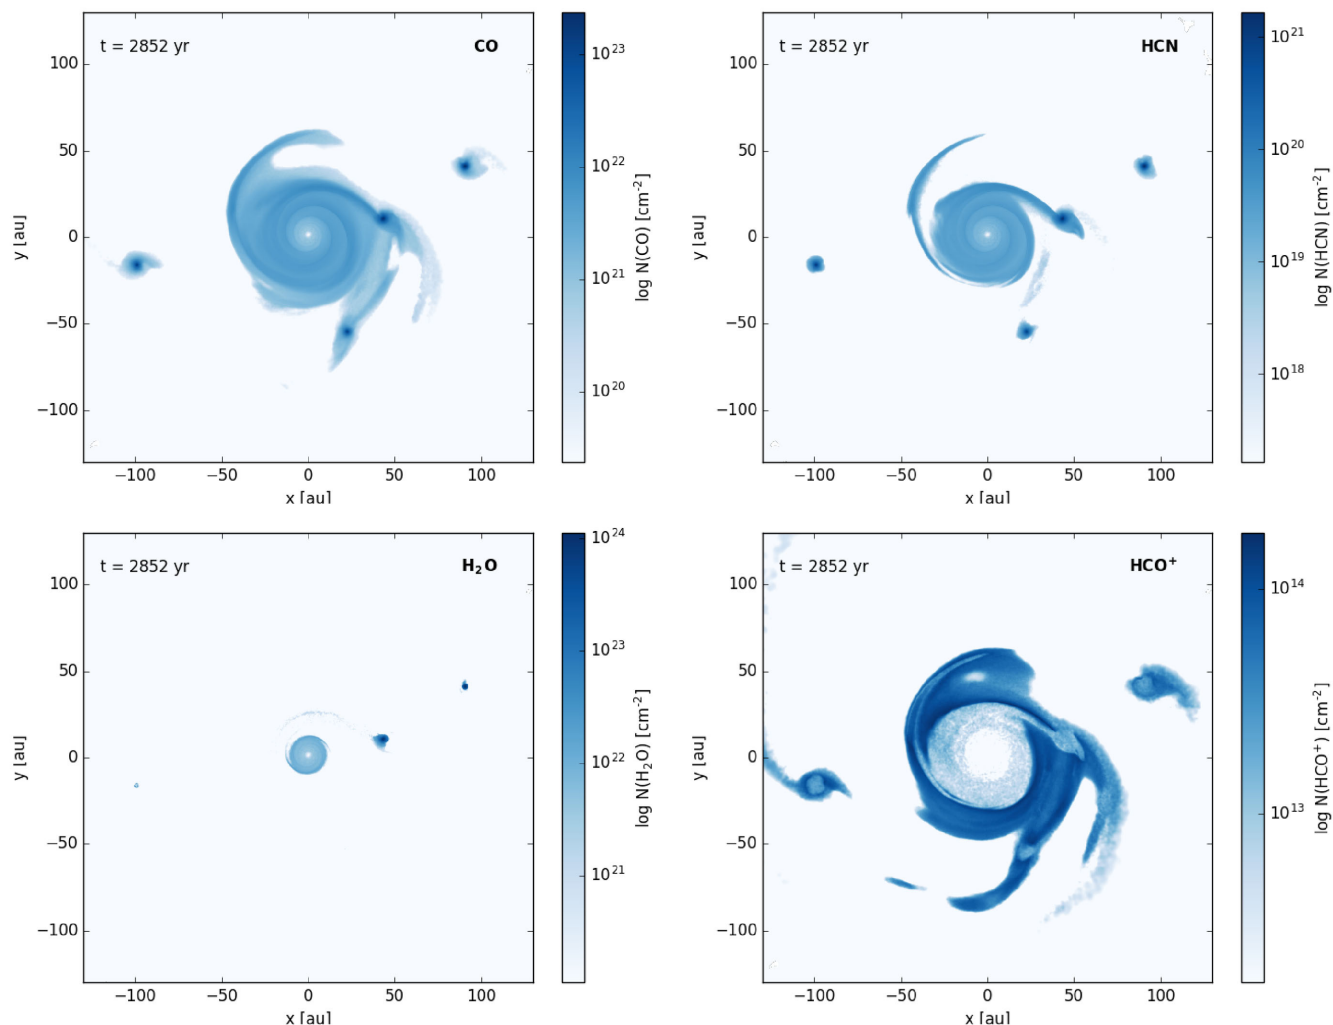 t = 2852 yr
CO
100
50
0
−50
−100
y [au]
−100
−50
0
50
100
x [au]
10^23
10^22
10^21
10^20
log N(CO) [cm^-2]
t = 2852 yr
HCN
100
50
0
−50
−100
y [au]
−100
−50
0
50
100
x [au]
10^21
10^20
10^19
10^18
log N(HCN) [cm^-2]
t = 2852 yr
H₂O
100
50
0
−50
−100
y [au]
−100
−50
0
50
100
x [au]
10^24
10^23
10^22
10^21
log N(H₂O) [cm^-2]
t = 2852 yr
HCO⁺
100
50
0
−50
−100
y [au]
−100
−50
0
50
100
x [au]
10^14
10^13
log N(HCO⁺) [cm^-2]